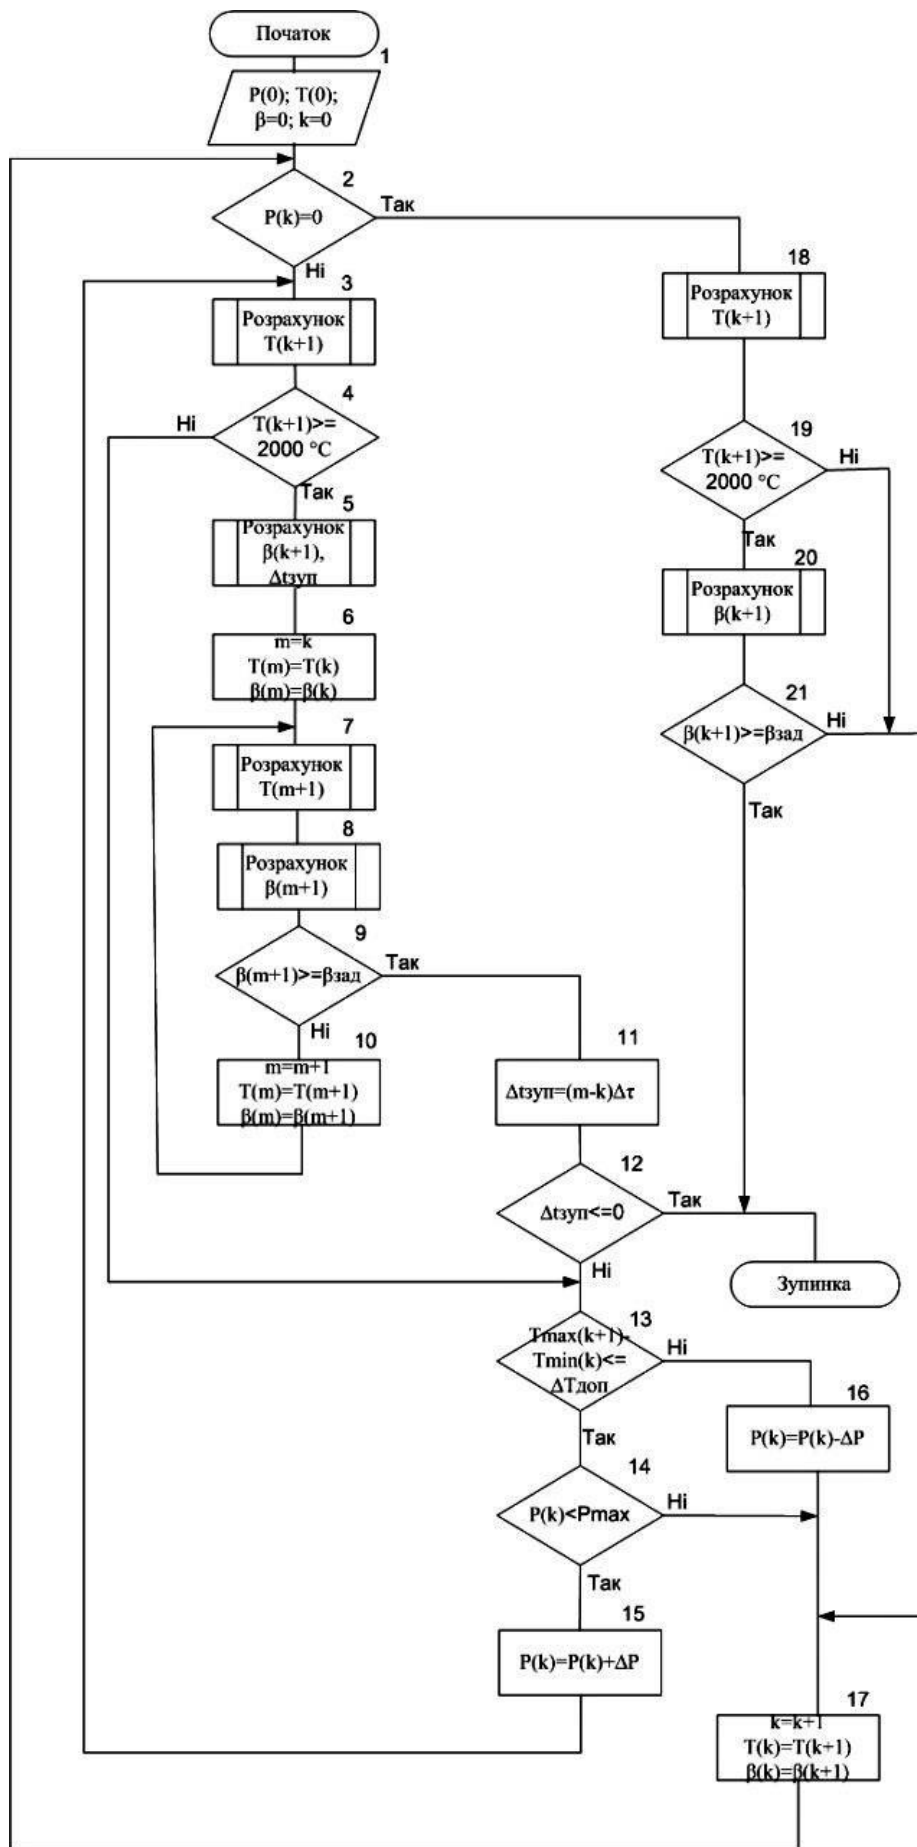 Початок
1
P(0); T(0);
β=0; k=0
2
P(k)=0
Так
Ні
3
Розрахунок
T(k+1)
4
T(k+1)>=
2000 °C
Ні
Так
5
Розрахунок
β(k+1),
Δtзуп
6
m=k
T(m)=T(k)
β(m)=β(k)
7
Розрахунок
T(m+1)
8
Розрахунок
β(m+1)
9
β(m+1)>=βзад
Так
Ні
10
m=m+1
T(m)=T(m+1)
β(m)=β(m+1)
11
Δtзуп=(m-k)Δτ
12
Δtзуп<=0
Так
Ні
13
Tmax(k+1)-
Tmin(k)<=
ΔTдоп
Ні
Так
14
P(k)<Pmax
Ні
Так
15
P(k)=P(k)+ΔP
16
P(k)=P(k)-ΔP
17
k=k+1
T(k)=T(k+1)
β(k)=β(k+1)
18
Розрахунок
T(k+1)
19
T(k+1)>=
2000 °C
Ні
Так
20
Розрахунок
β(k+1)
21
β(k+1)>=βзад
Ні
Так
Зупинка